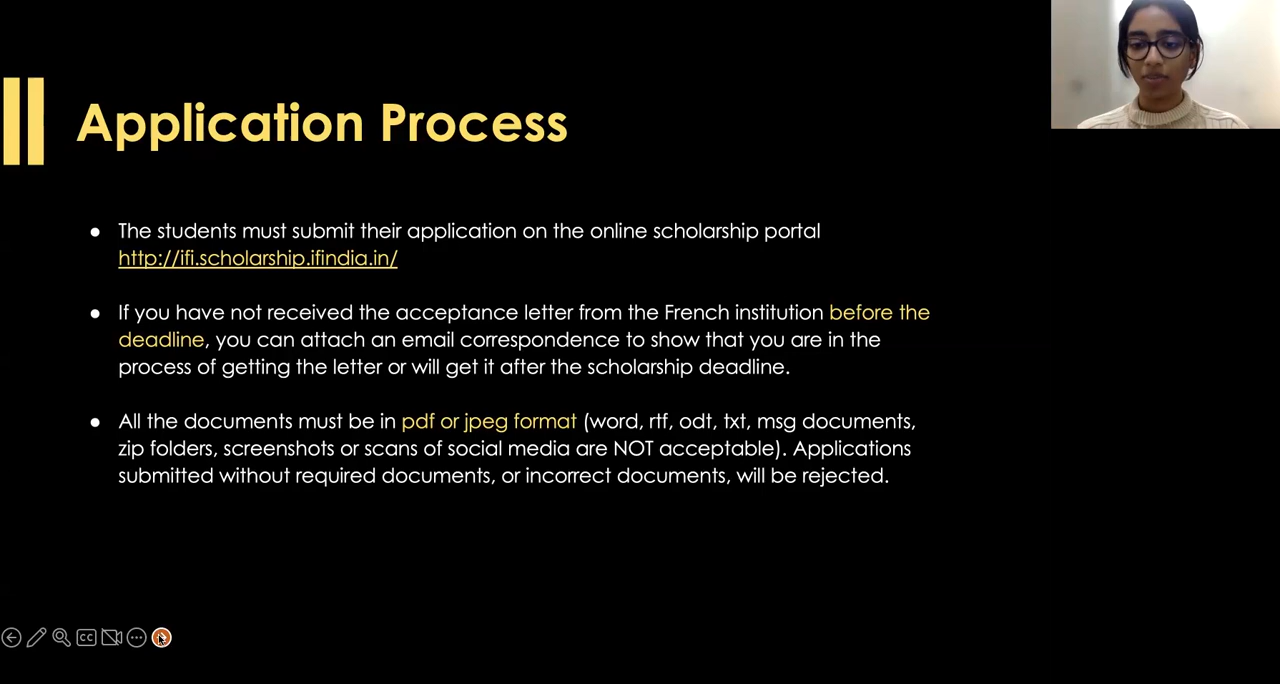 Application Process
● The students must submit their application on the online scholarship portal
http://ifi.scholarship.ifindia.in/
● If you have not received the acceptance letter from the French institution before the
deadline, you can attach an email correspondence to show that you are in the
process of getting the letter or will get it after the scholarship deadline.
● All the documents must be in pdf or jpeg format (word, rtf, odt, txt, msg documents,
zip folders, screenshots or scans of social media are NOT acceptable). Applications
submitted without required documents, or incorrect documents, will be rejected.
CC